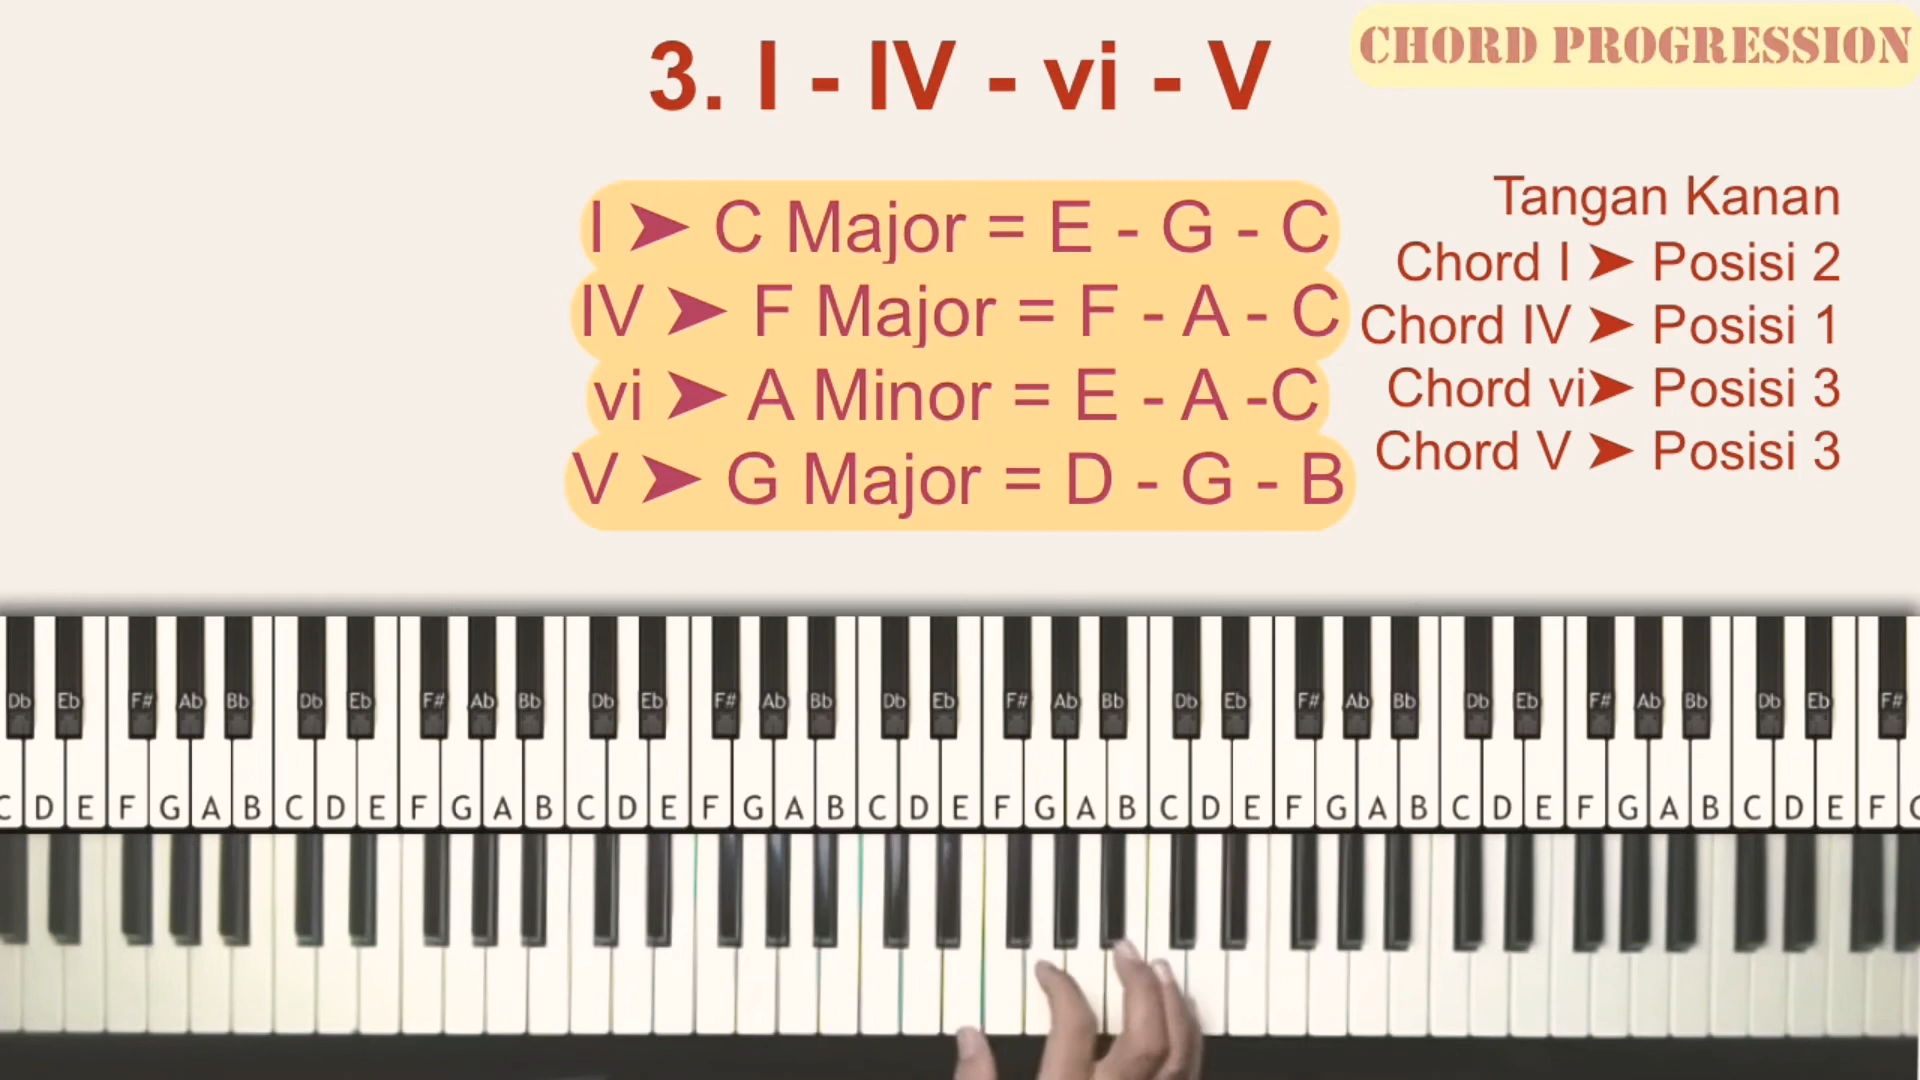 CHORD PROGRESSION
3. I - IV - vi - V
I ➤ C Major = E - G - C
IV ➤ F Major = F - A - C
vi ➤ A Minor = E - A -C
V ➤ G Major = D - G - B
Tangan Kanan
Chord I ➤ Posisi 2
Chord IV ➤ Posisi 1
Chord vi➤ Posisi 3
Chord V ➤ Posisi 3
Db Eb F# Ab Bb Db Eb F# Ab Bb Db Eb F# Ab Bb Db Eb F# Ab Bb Db Eb F# Ab Bb Db Eb F# Ab Bb Db Eb F#
C D E F G A B C D E F G A B C D E F G A B C D E F G A B C D E F G A B C D E F G A B C D E F G